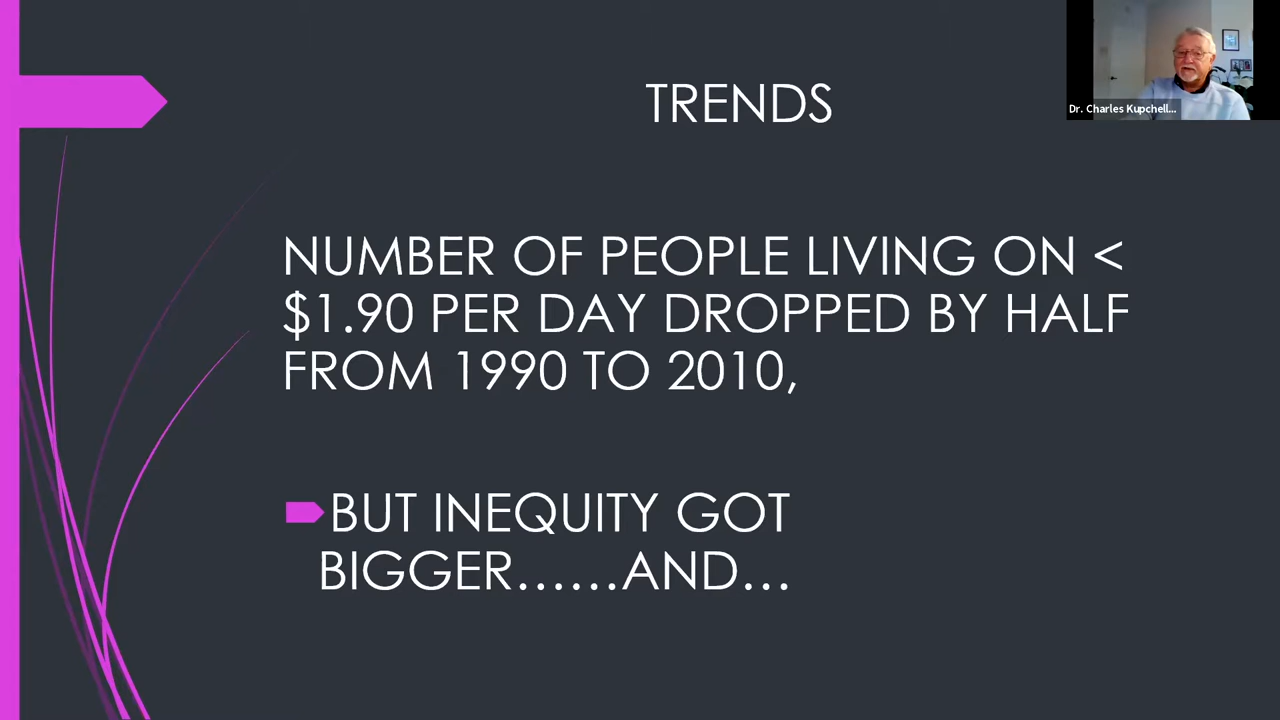 TRENDS
Dr. Charles Kupchell...
NUMBER OF PEOPLE LIVING ON <
$1.90 PER DAY DROPPED BY HALF
FROM 1990 TO 2010,
BUT INEQUITY GOT
BIGGER......AND...